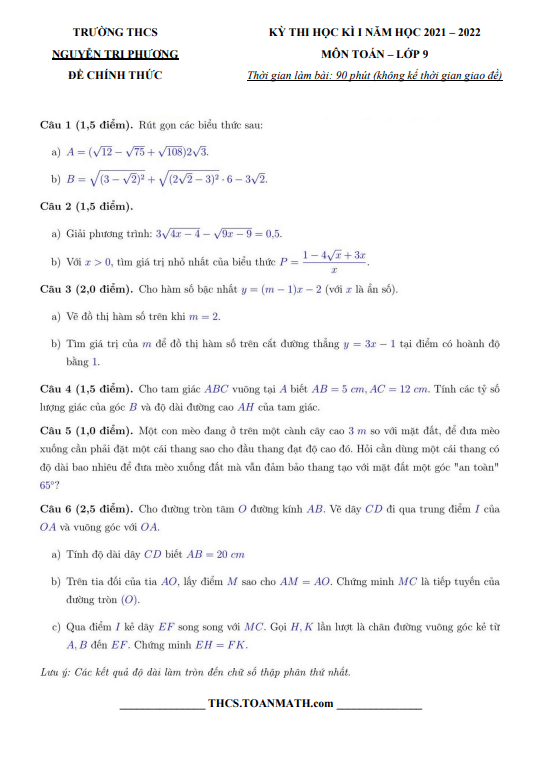 TRƯỜNG THCS
NGUYỄN TRI PHƯƠNG
ĐỀ CHÍNH THỨC
KỲ THI HỌC KÌ I NĂM HỌC 2021 – 2022
MÔN TOÁN – LỚP 9
Thời gian làm bài: 90 phút (không kể thời gian giao đề)
Câu 1 (1,5 điểm). Rút gọn các biểu thức sau:
a) A = (√12 − √75 + √108)2√3.
b) B = √((3 − √2)²) + √((2√2 − 3)²) · 6 − 3√2.
Câu 2 (1,5 điểm).
a) Giải phương trình: 3√(4x − 4) − √(9x − 9) = 0,5.
b) Với x > 0, tìm giá trị nhỏ nhất của biểu thức P = (1 − 4√x + 3x)/x.
Câu 3 (2,0 điểm). Cho hàm số bậc nhất y = (m − 1)x − 2 (với x là ẩn số).
a) Vẽ đồ thị hàm số trên khi m = 2.
b) Tìm giá trị của m để đồ thị hàm số trên cắt đường thẳng y = 3x − 1 tại điểm có hoành độ
bằng 1.
Câu 4 (1,5 điểm). Cho tam giác ABC vuông tại A biết AB = 5 cm, AC = 12 cm. Tính các tỷ số
lượng giác của góc B và độ dài đường cao AH của tam giác.
Câu 5 (1,0 điểm). Một con mèo đang ở trên một cành cây cao 3 m so với mặt đất, để đưa mèo
xuống cần phải đặt một cái thang sao cho đầu thang đạt độ cao đó. Hỏi cần dùng một cái thang có
độ dài bao nhiêu để đưa mèo xuống đất mà vẫn đảm bảo thang tạo với mặt đất một góc "an toàn"
65°?
Câu 6 (2,5 điểm). Cho đường tròn tâm O đường kính AB. Vẽ dây CD đi qua trung điểm I của
OA và vuông góc với OA.
a) Tính độ dài dây CD biết AB = 20 cm
b) Trên tia đối của tia AO, lấy điểm M sao cho AM = AO. Chứng minh MC là tiếp tuyến của
đường tròn (O).
c) Qua điểm I kẻ dây EF song song với MC. Gọi H, K lần lượt là chân đường vuông góc kẻ từ
A, B đến EF. Chứng minh EH = FK.
Lưu ý: Các kết quả độ dài làm tròn đến chữ số thập phân thứ nhất.
THCS.TOANMATH.com